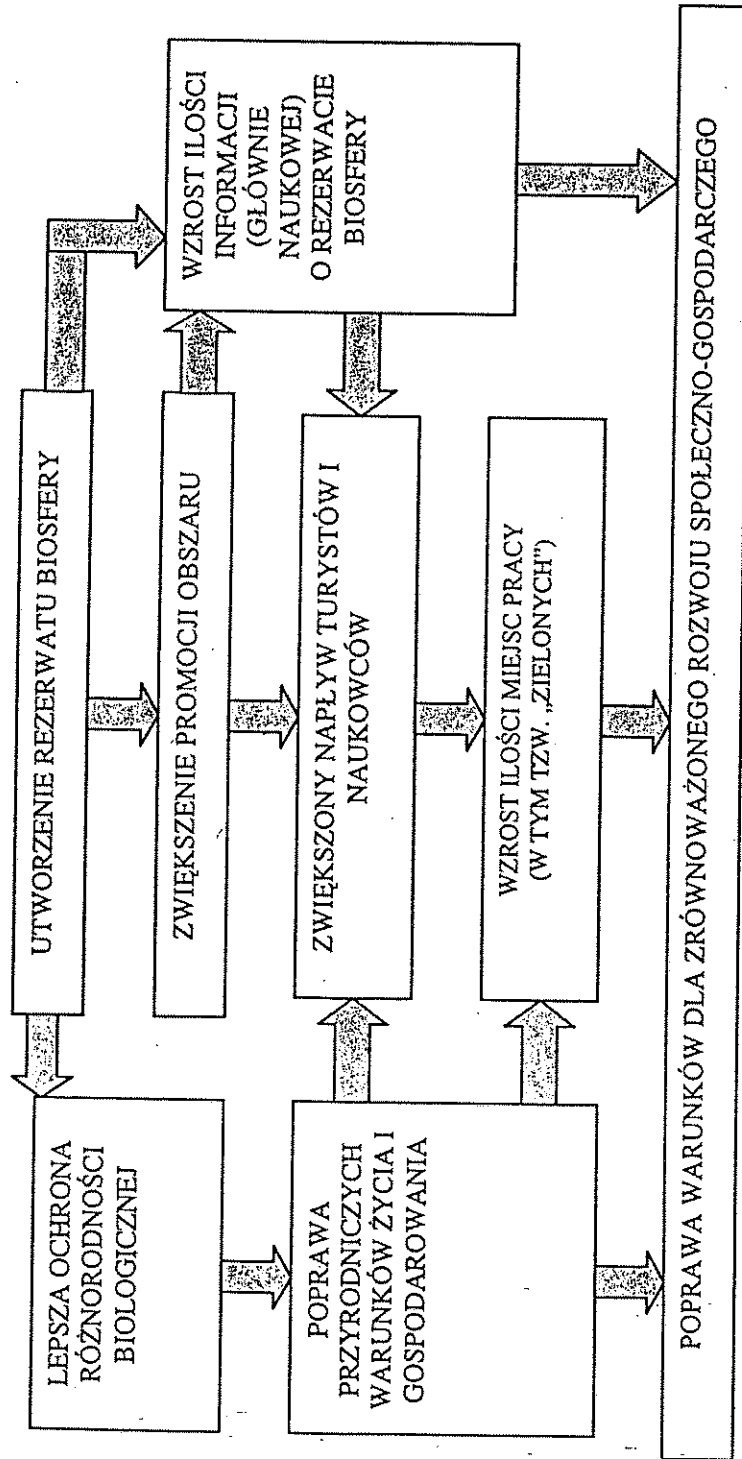 UTWORZENIE REZERWATU BIOSFERY
LEPSZA OCHRONA
RÓŻNORODNOŚCI
BIOLOGICZNEJ
ZWIĘKSZENIE PROMOCJI OBSZARU
WZROST ILOŚCI
INFORMACJI
(GŁÓWNIE
NAUKOWEJ)
O REZERWACIE
BIOSFERY
POPRAWA
PRZYRODNICZYCH
WARUNKÓW ŻYCIA I
GOSPODAROWANIA
ZWIĘKSZONY NAPŁYW TURYSTÓW I
NAUKOWCÓW
WZROST ILOŚCI MIEJSC PRACY
(W TYM TZW. „ZIELONYCH”)
POPRAWA WARUNKÓW DLA ZRÓWNOWAŻONEGO ROZWOJU SPOŁECZNO-GOSPODARCZEGO